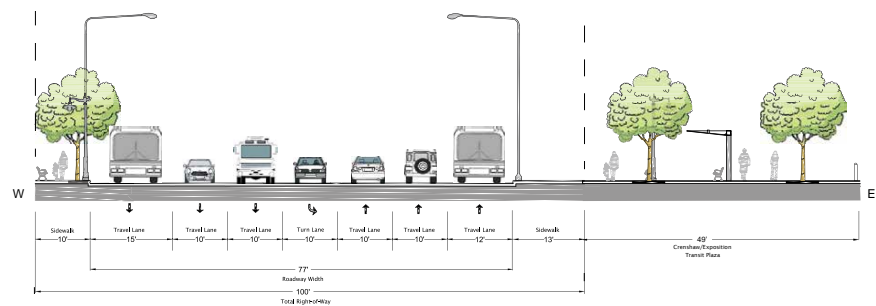 W
E
Sidewalk
10'
Travel Lane
15'
Travel Lane
10'
Travel Lane
10'
Turn Lane
10'
Travel Lane
10'
Travel Lane
10'
Travel Lane
12'
Sidewalk
13'
49'
Crenshaw/Exposition
Transit Plaza
77'
Roadway Width
100'
Total Right-of-Way